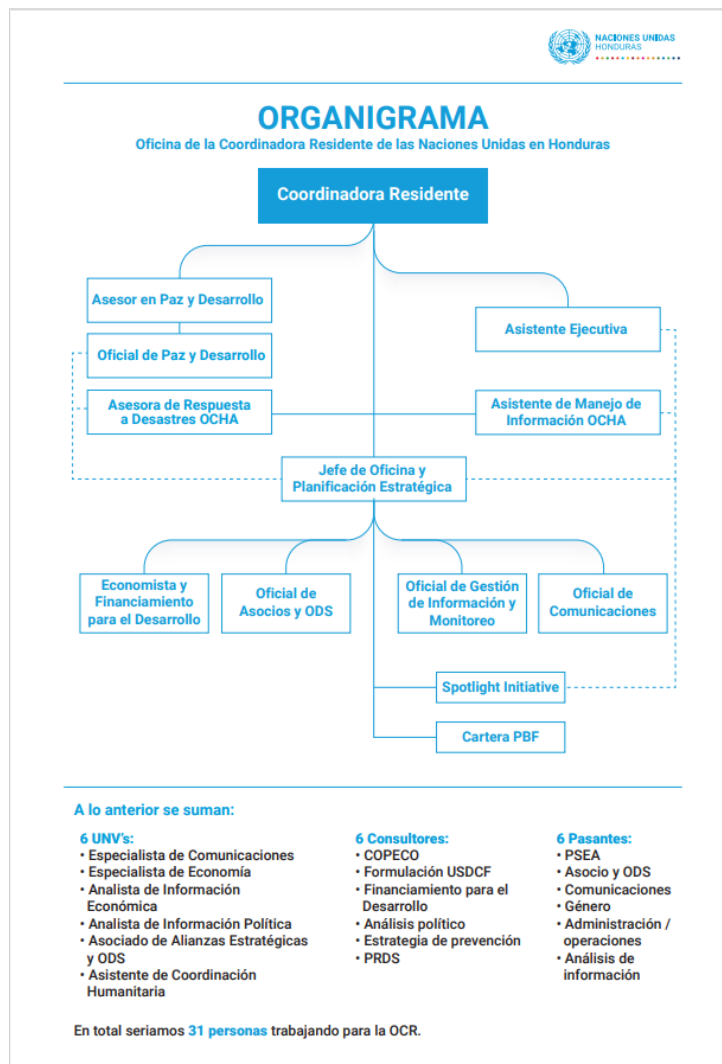 NACIONES UNIDAS
HONDURAS
ORGANIGRAMA
Oficina de la Coordinadora Residente de las Naciones Unidas en Honduras
Coordinadora Residente
Asesor en Paz y Desarrollo
Asistente Ejecutiva
Oficial de Paz y Desarrollo
Asesora de Respuesta
a Desastres OCHA
Asistente de Manejo de
Información OCHA
Jefe de Oficina y
Planificación Estratégica
Economista y
Financiamiento
para el Desarrollo
Oficial de
Asocios y ODS
Oficial de Gestión
de Información y
Monitoreo
Oficial de
Comunicaciones
Spotlight Initiative
Cartera PBF
A lo anterior se suman:
6 UNV's:
• Especialista de Comunicaciones
• Especialista de Economía
• Analista de Información
Económica
• Analista de Información Política
• Asociado de Alianzas Estratégicas
y ODS
• Asistente de Coordinación
Humanitaria
6 Consultores:
• COPECO
• Formulación USDCF
• Financiamiento para el
Desarrollo
• Análisis político
• Estrategia de prevención
• PRDS
6 Pasantes:
• PSEA
• Asocio y ODS
• Comunicaciones
• Género
• Administración /
operaciones
• Análisis de
información
En total seriamos 31 personas trabajando para la OCR.